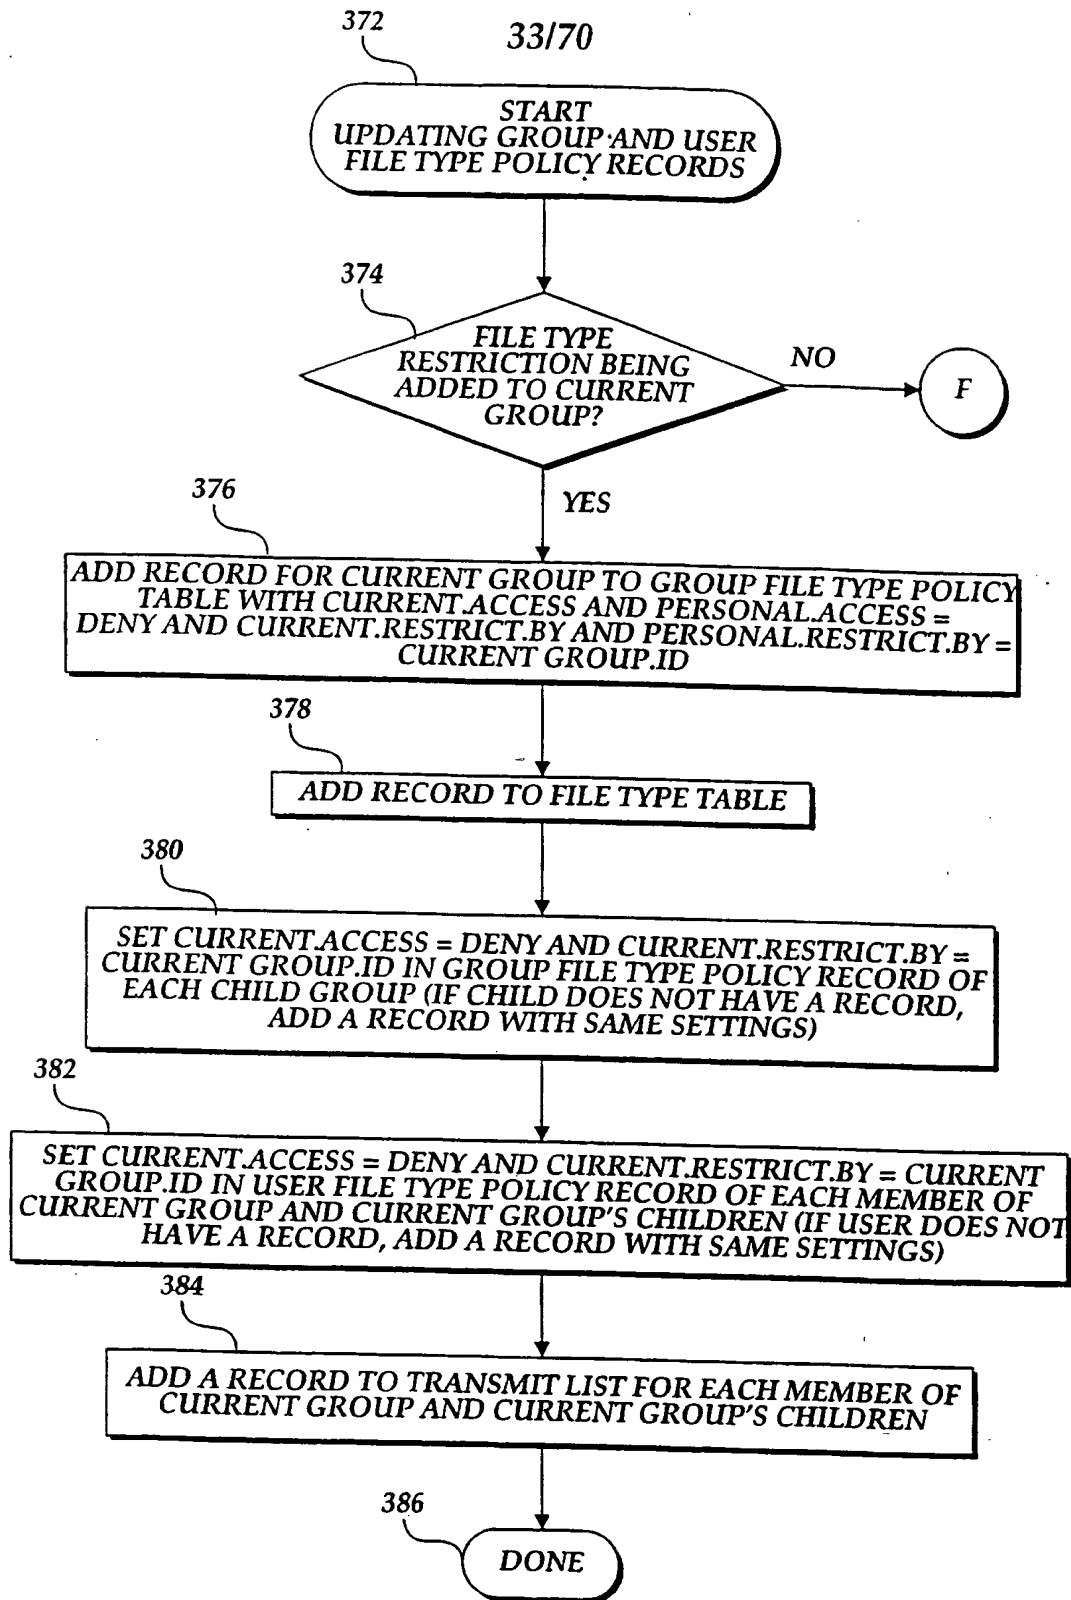 372
33/70
START
UPDATING GROUP AND USER
FILE TYPE POLICY RECORDS
374
FILE TYPE
RESTRICTION BEING
ADDED TO CURRENT
GROUP?
NO
F
YES
376
ADD RECORD FOR CURRENT GROUP TO GROUP FILE TYPE POLICY
TABLE WITH CURRENT.ACCESS AND PERSONAL.ACCESS =
DENY AND CURRENT.RESTRICT.BY AND PERSONAL.RESTRICT.BY =
CURRENT GROUP.ID
378
ADD RECORD TO FILE TYPE TABLE
380
SET CURRENT.ACCESS = DENY AND CURRENT.RESTRICT.BY =
CURRENT GROUP.ID IN GROUP FILE TYPE POLICY RECORD OF
EACH CHILD GROUP (IF CHILD DOES NOT HAVE A RECORD,
ADD A RECORD WITH SAME SETTINGS)
382
SET CURRENT.ACCESS = DENY AND CURRENT.RESTRICT.BY = CURRENT
GROUP.ID IN USER FILE TYPE POLICY RECORD OF EACH MEMBER OF
CURRENT GROUP AND CURRENT GROUP'S CHILDREN (IF USER DOES NOT
HAVE A RECORD, ADD A RECORD WITH SAME SETTINGS)
384
ADD A RECORD TO TRANSMIT LIST FOR EACH MEMBER OF
CURRENT GROUP AND CURRENT GROUP'S CHILDREN
386
DONE